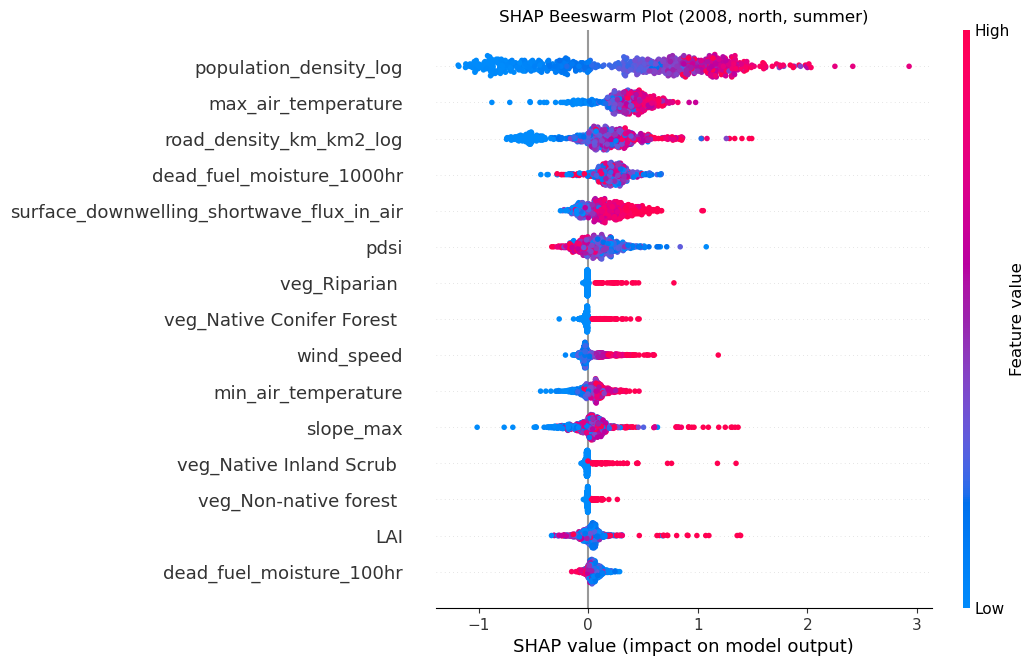 SHAP Beeswarm Plot (2008, north, summer)
High
population_density_log
max_air_temperature
road_density_km_km2_log
dead_fuel_moisture_1000hr
surface_downwelling_shortwave_flux_in_air
pdsi
veg_Riparian
veg_Native Conifer Forest
wind_speed
min_air_temperature
slope_max
veg_Native Inland Scrub
veg_Non-native forest
LAI
dead_fuel_moisture_100hr
Feature value
Low
−1
0
1
2
3
SHAP value (impact on model output)